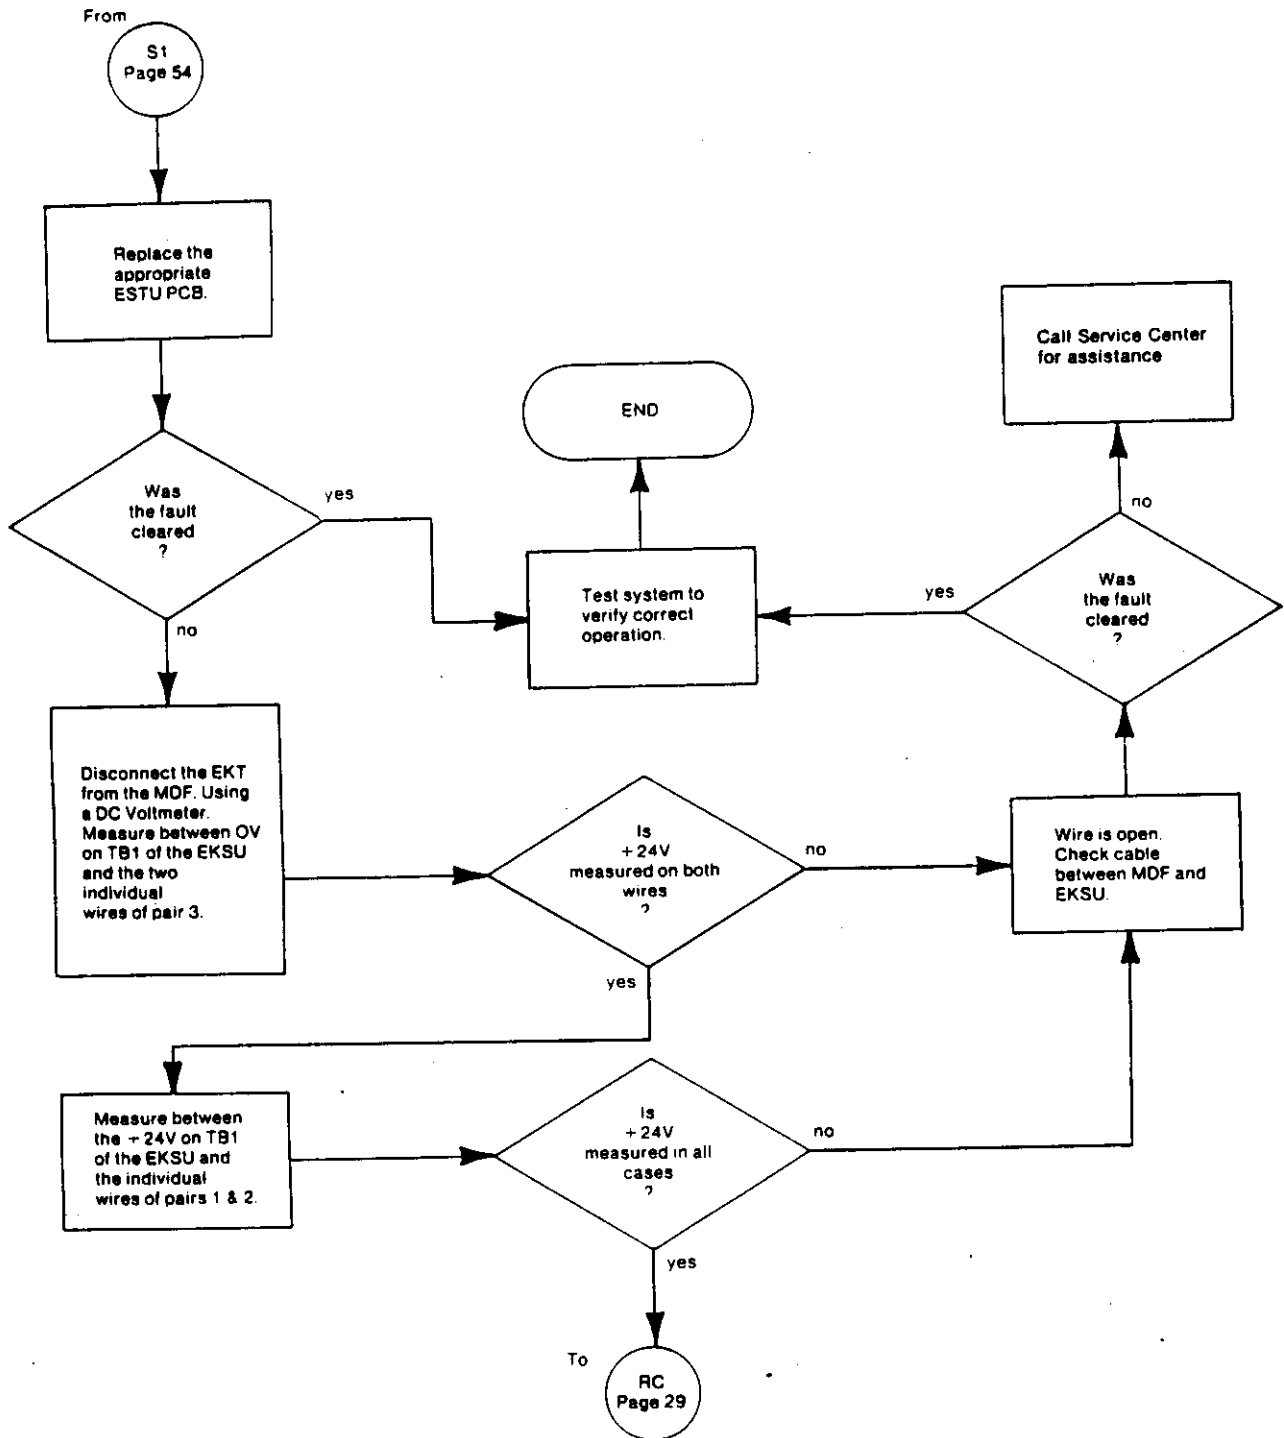 From
S1
Page 54
Replace the
appropriate
ESTU PCB.
Was
the fault
cleared
?
yes
no
END
Test system to
verify correct
operation.
Call Service Center
for assistance
no
Was
the fault
cleared
?
yes
Disconnect the EKT
from the MDF. Using
a DC Voltmeter.
Measure between OV
on TB1 of the EKSU
and the two
individual
wires of pair 3.
Is
+24V
measured on both
wires
?
no
yes
Wire is open.
Check cable
between MDF and
EKSU.
Measure between
the +24V on TB1
of the EKSU and
the individual
wires of pairs 1 & 2.
Is
+24V
measured in all
cases
?
no
yes
To
RC
Page 29